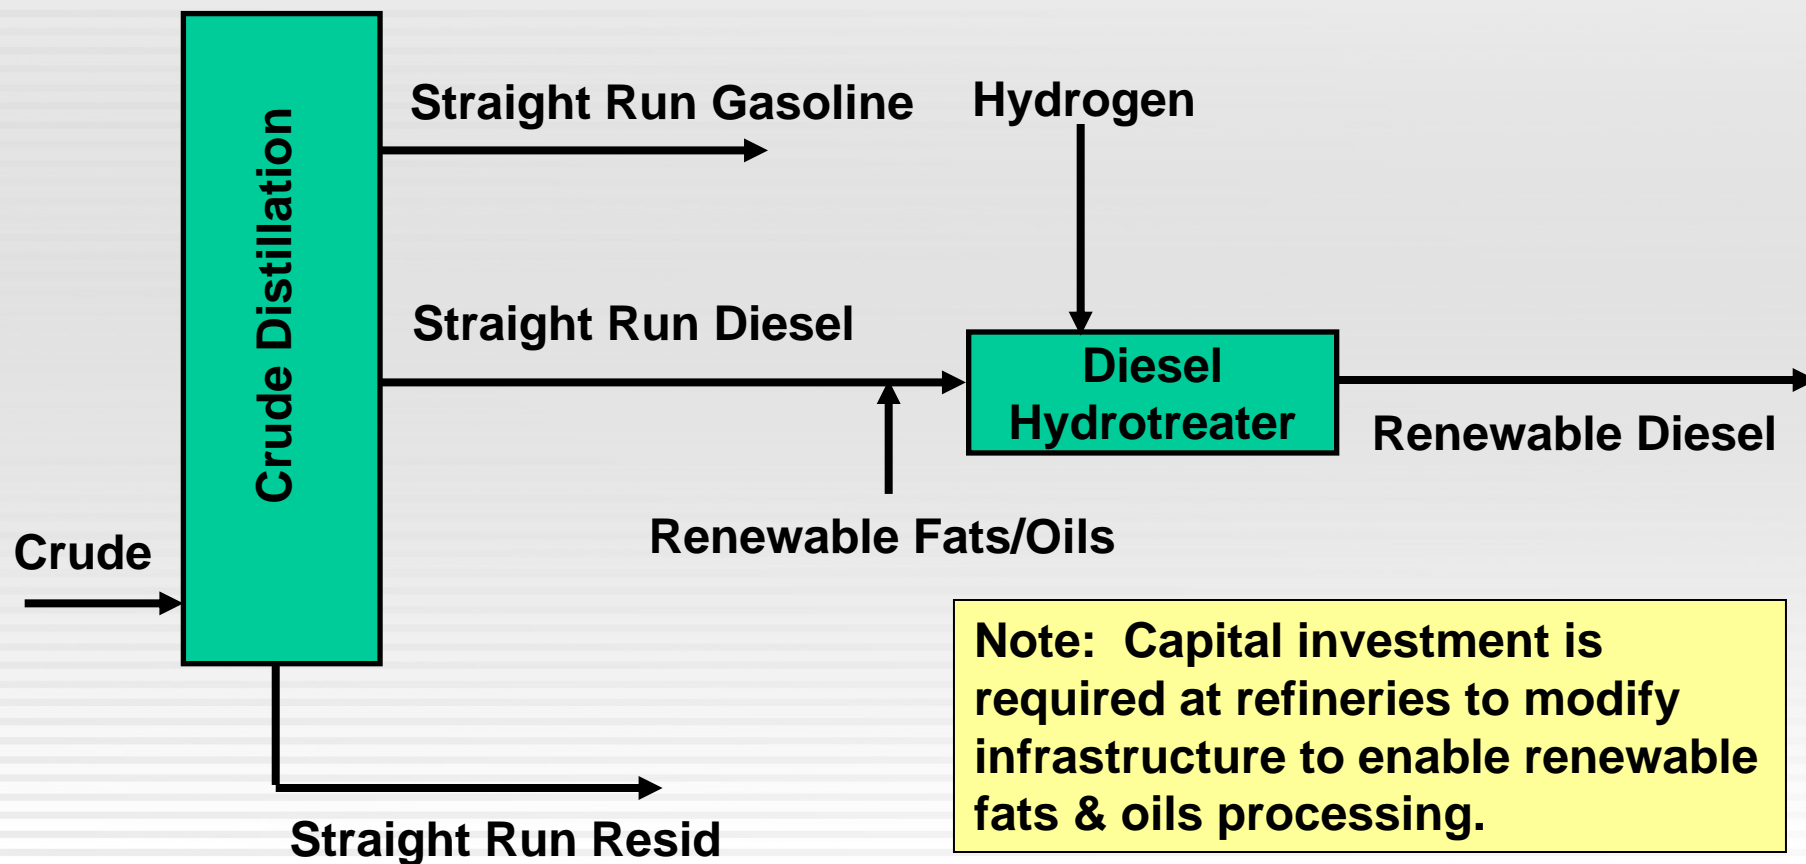 Straight Run Gasoline
Hydrogen
Crude Distillation
Straight Run Diesel
Diesel
Hydrotreater
Renewable Diesel
Renewable Fats/Oils
Crude
Note: Capital investment is
required at refineries to modify
infrastructure to enable renewable
fats & oils processing.
Straight Run Resid